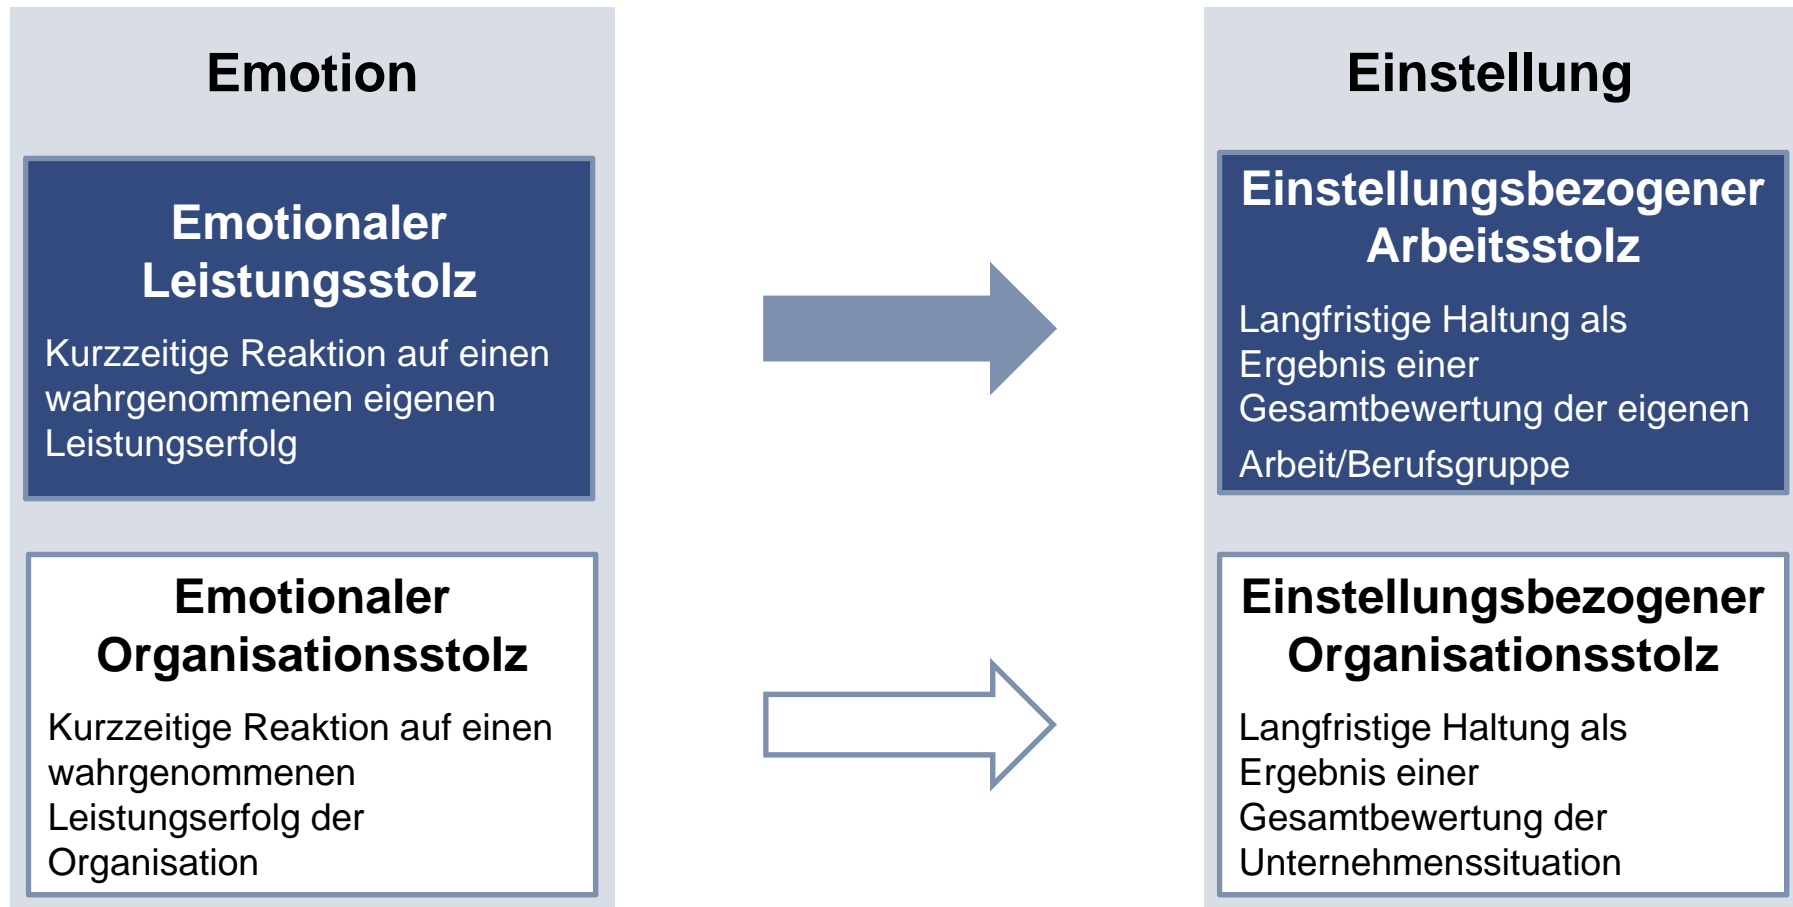 Emotion
Emotionaler
Leistungsstolz
Kurzzeitige Reaktion auf einen
wahrgenommenen eigenen
Leistungserfolg
Emotionaler
Organisationsstolz
Kurzzeitige Reaktion auf einen
wahrgenommenen
Leistungserfolg der
Organisation
Einstellung
Einstellungsbezogener
Arbeitsstolz
Langfristige Haltung als
Ergebnis einer
Gesamtbewertung der eigenen
Arbeit/Berufsgruppe
Einstellungsbezogener
Organisationsstolz
Langfristige Haltung als
Ergebnis einer
Gesamtbewertung der
Unternehmenssituation